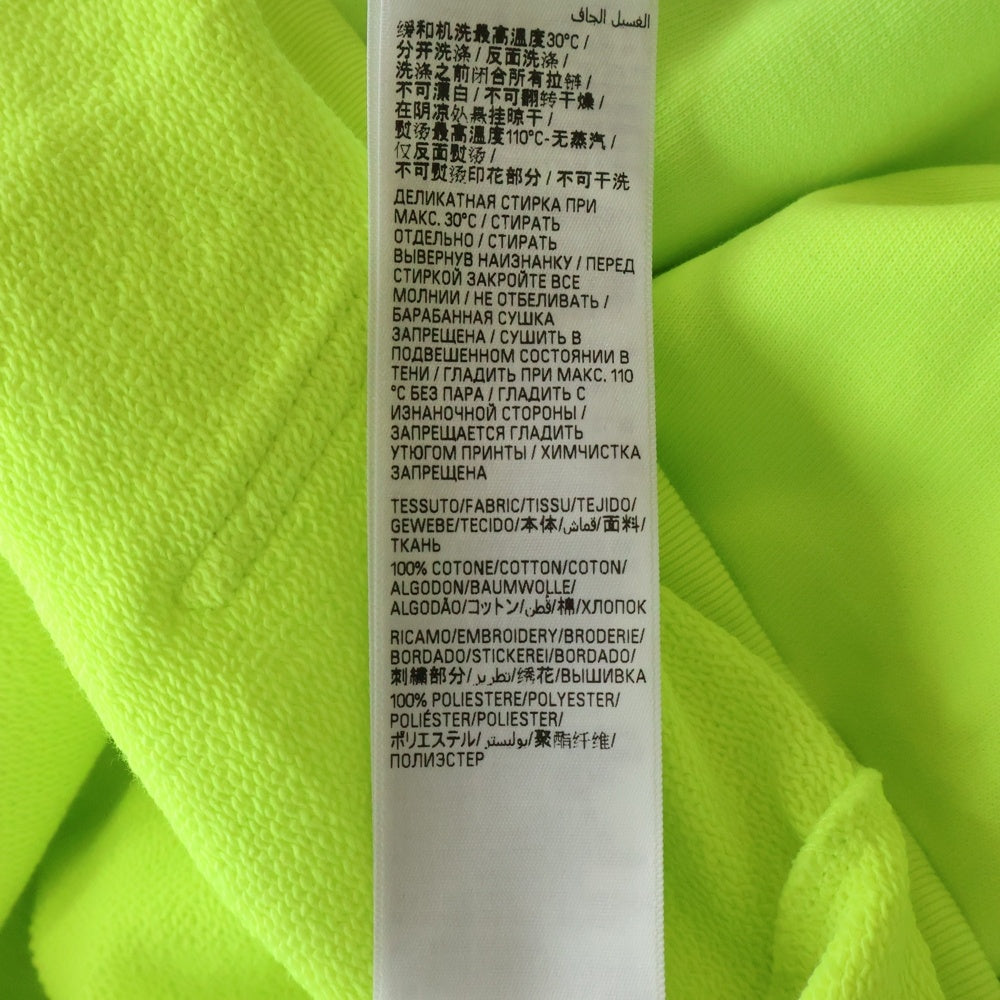 الغسيل الجاف
缓和机洗最高温度30°C /
分开洗涤 / 反面洗涤 /
洗涤之前闭合所有拉链 /
不可漂白 / 不可翻转干燥 /
在阴凉处悬挂晾干 /
熨烫最高温度110°C-无蒸汽 /
仅反面熨烫 /
不可熨烫印花部分 / 不可干洗
ДЕЛИКАТНАЯ СТИРКА ПРИ
МАКС. 30°C / СТИРАТЬ
ОТДЕЛЬНО / СТИРАТЬ
ВЫВЕРНУВ НАИЗНАНКУ / ПЕРЕД
СТИРКОЙ ЗАКРОЙТЕ ВСЕ
МОЛНИИ / НЕ ОТБЕЛИВАТЬ /
БАРАБАННАЯ СУШКА
ЗАПРЕЩЕНА / СУШИТЬ В
ПОДВЕШЕННОМ СОСТОЯНИИ В
ТЕНИ / ГЛАДИТЬ ПРИ МАКС. 110
°C БЕЗ ПАРА / ГЛАДИТЬ С
ИЗНАНОЧНОЙ СТОРОНЫ /
ЗАПРЕЩАЕТСЯ ГЛАДИТЬ
УТЮГОМ ПРИНТЫ / ХИМЧИСТКА
ЗАПРЕЩЕНА
TESSUTO/FABRIC/TISSU/TEJIDO/
GEWEBE/TECIDO/本体/قماش/面料/
ТКАНЬ
100% COTONE/COTTON/COTON/
ALGODON/BAUMWOLLE/
ALGODÃO/コットン/قُطن/棉/ХЛОПОК
RICAMO/EMBROIDERY/BRODERIE/
BORDADO/STICKEREI/BORDADO/
刺繍部分/تطريز/绣花/ВЫШИВКА
100% POLIESTERE/POLYESTER/
POLIÉSTER/POLIESTER/
ポリエステル/بوليستر/聚酯纤维/
ПОЛИЭСТЕР